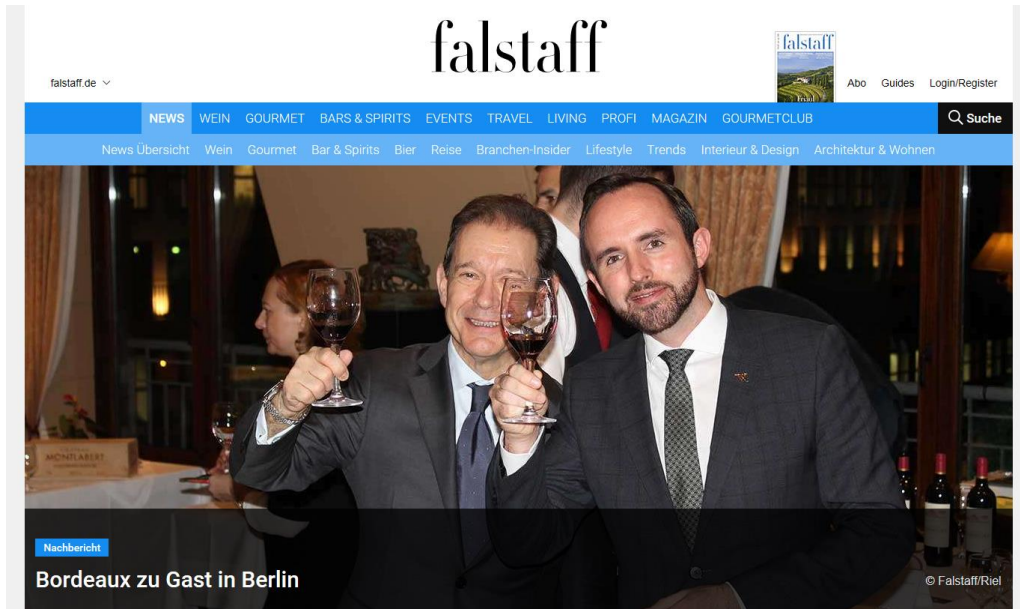 falstaff
falstaff
Friaul
falstaff.de
Abo Guides Login/Register
NEWS WEIN GOURMET BARS & SPIRITS EVENTS TRAVEL LIVING PROFI MAGAZIN GOURMETCLUB
Suche
News Übersicht Wein Gourmet Bar & Spirits Bier Reise Branchen-Insider Lifestyle Trends Interieur & Design Architektur & Wohnen
MONTLABERT
Nachbericht
Bordeaux zu Gast in Berlin
© Falstaff/Riel